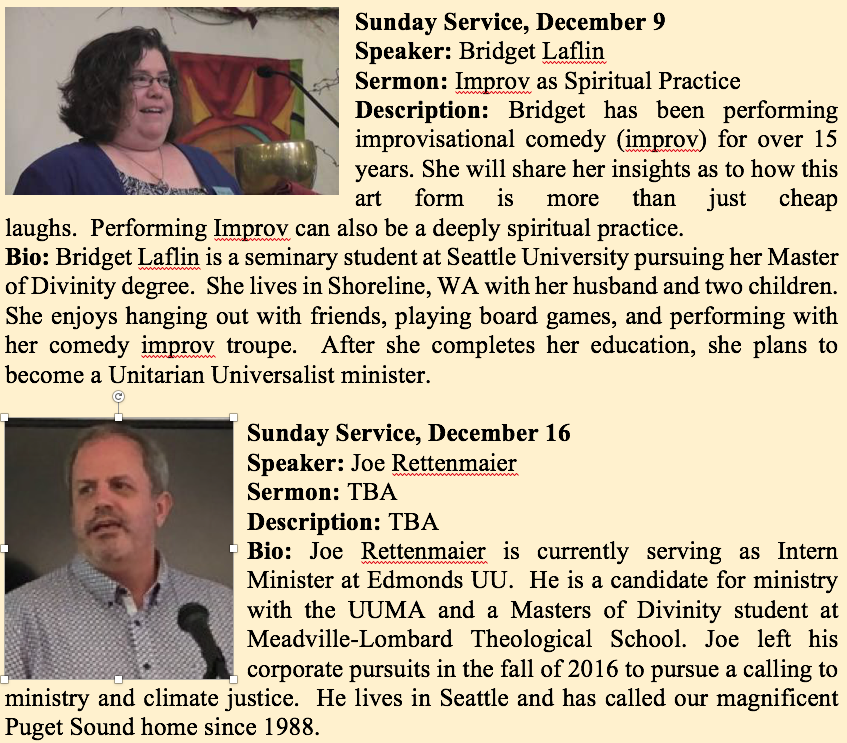 Sunday Service, December 9
Speaker: Bridget Laflin
Sermon: Improv as Spiritual Practice
Description: Bridget has been performing
improvisational comedy (improv) for over 15
years. She will share her insights as to how this
art form is more than just cheap
laughs. Performing Improv can also be a deeply spiritual practice.
Bio: Bridget Laflin is a seminary student at Seattle University pursuing her Master
of Divinity degree. She lives in Shoreline, WA with her husband and two children.
She enjoys hanging out with friends, playing board games, and performing with
her comedy improv troupe. After she completes her education, she plans to
become a Unitarian Universalist minister.
Sunday Service, December 16
Speaker: Joe Rettenmaier
Sermon: TBA
Description: TBA
Bio: Joe Rettenmaier is currently serving as Intern
Minister at Edmonds UU. He is a candidate for ministry
with the UUMA and a Masters of Divinity student at
Meadville-Lombard Theological School. Joe left his
corporate pursuits in the fall of 2016 to pursue a calling to
ministry and climate justice. He lives in Seattle and has called our magnificent
Puget Sound home since 1988.